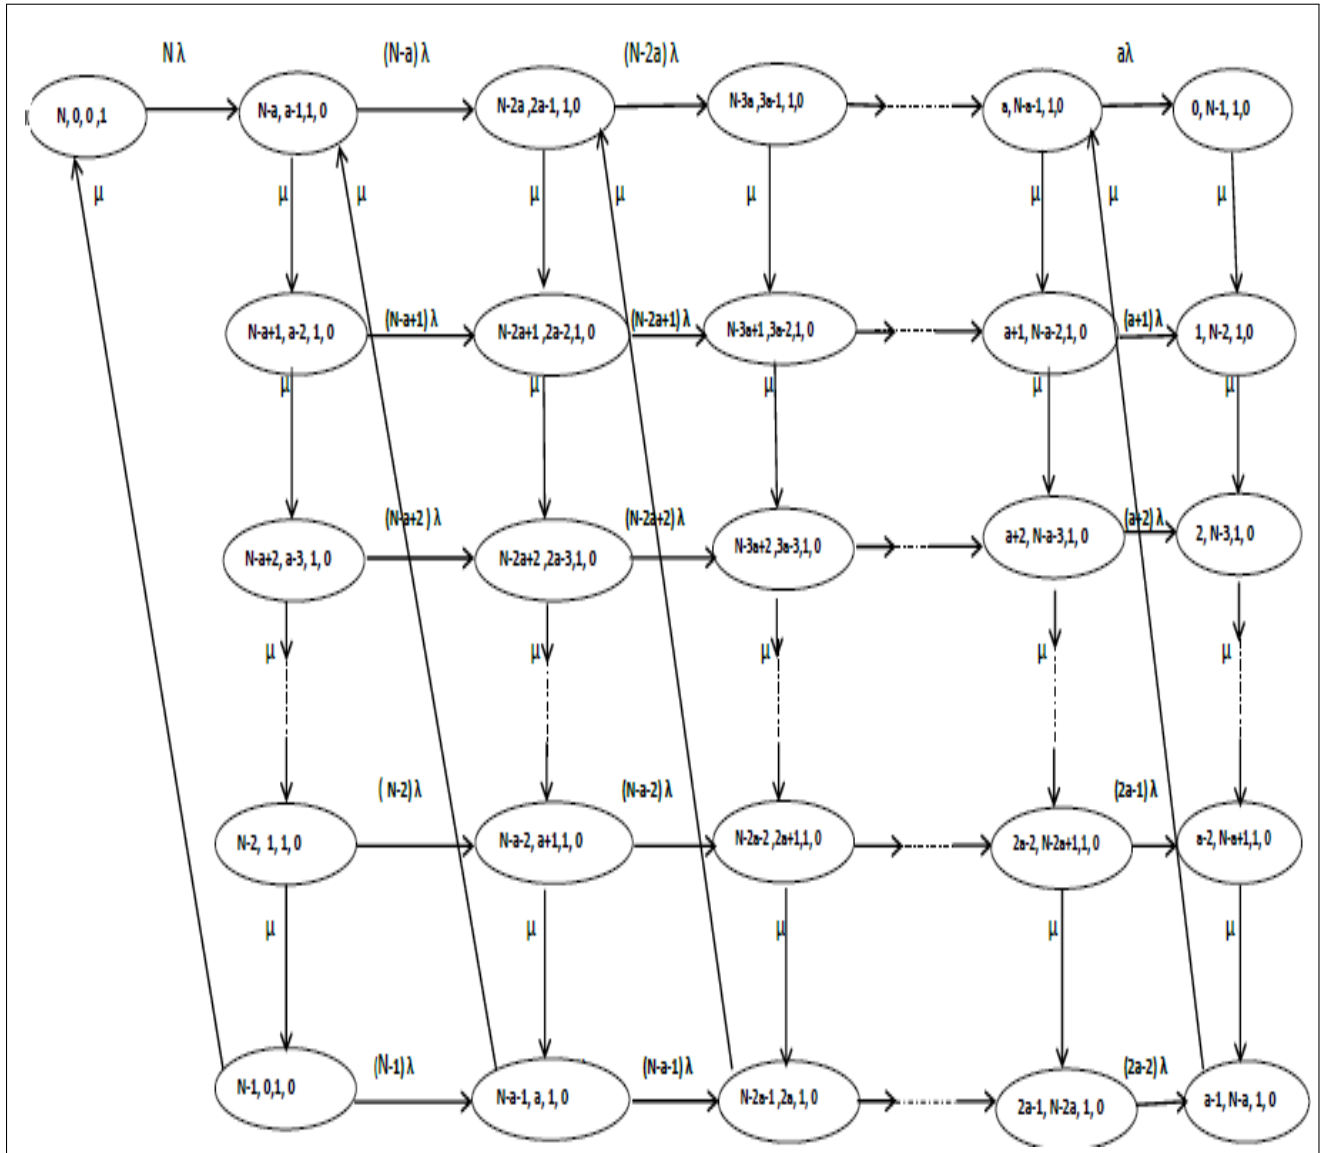 N λ (N-a) λ (N-2a) λ aλ
N, 0, 0 ,1 N-a, a-1,1, 0 N-2a ,2a-1, 1,0 N-3a ,3a-1, 1,0 a, N-a-1, 1,0 0, N-1, 1,0
μ μ μ μ μ μ μ μ
(N-a+1) λ (N-2a+1) λ (a+1) λ
N-a+1, a-2, 1, 0 N-2a+1 ,2a-2,1, 0 N-3a+1 ,3a-2,1, 0 a+1, N-a-2,1, 0 1, N-2, 1,0
μ μ μ μ μ
(N-a+2 ) λ (N-2a+2) λ (a+2) λ
N-a+2, a-3, 1, 0 N-2a+2 ,2a-3,1, 0 N-3a+2 ,3a-3,1, 0 a+2, N-a-3,1, 0 2, N-3,1, 0
μ μ μ μ μ
( N-2) λ (N-a-2) λ (2a-1) λ
N-2, 1, 1, 0 N-a-2, a+1,1, 0 N-2a-2 ,2a+1,1, 0 2a-2, N-2a+1,1, 0 a-2, N-a+1,1, 0
μ μ μ μ μ
(N-1) λ (N-a-1) λ (2a-2) λ
N-1, 0,1, 0 N-a-1, a, 1, 0 N-2a-1 ,2a, 1, 0 2a-1, N-2a, 1, 0 a-1, N-a, 1, 0